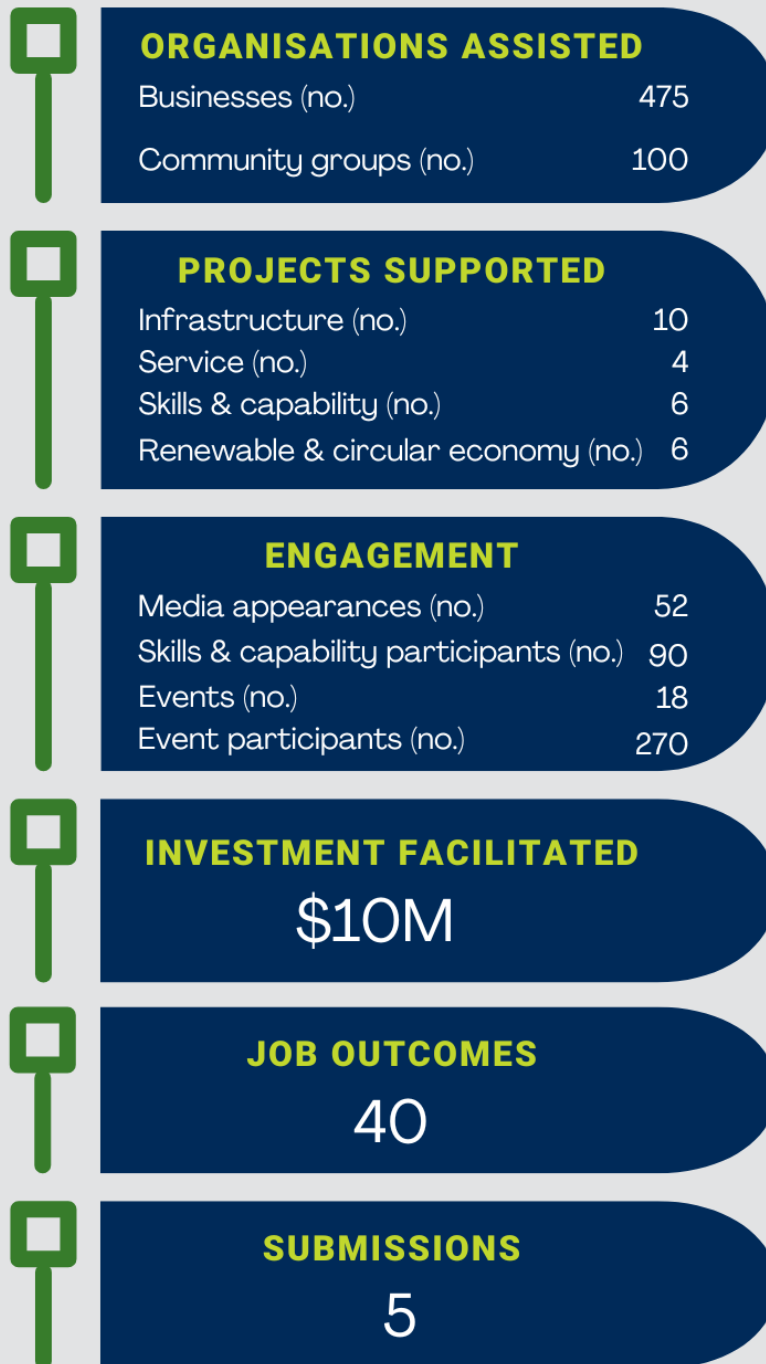 ORGANISATIONS ASSISTED
Businesses (no.) 475
Community groups (no.) 100
PROJECTS SUPPORTED
Infrastructure (no.) 10
Service (no.) 4
Skills & capability (no.) 6
Renewable & circular economy (no.) 6
ENGAGEMENT
Media appearances (no.) 52
Skills & capability participants (no.) 90
Events (no.) 18
Event participants (no.) 270
INVESTMENT FACILITATED
$10M
JOB OUTCOMES
40
SUBMISSIONS
5